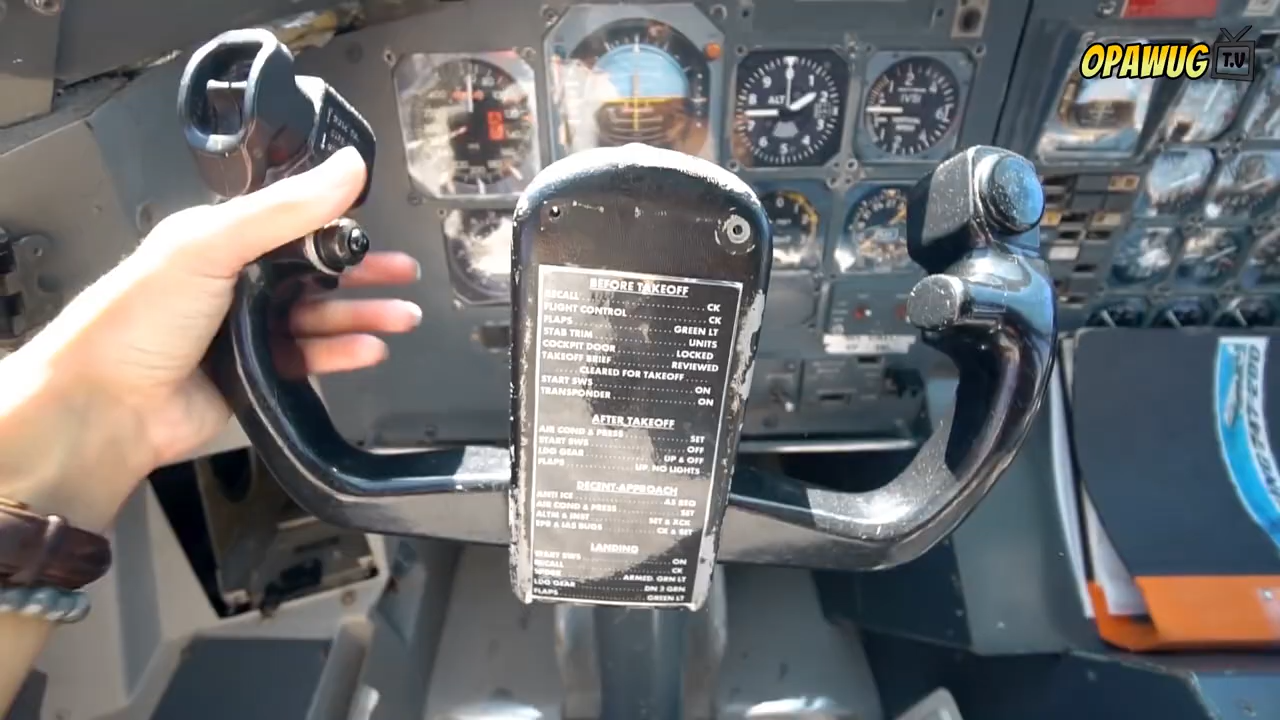 OPAWUG T.V
ALT
BEFORE TAKEOFF
RECALL CK
FLIGHT CONTROL CK
FLAPS GREEN LT
STAB TRIM UNITS
COCKPIT DOOR LOCKED
TAKEOFF BRIEF REVIEWED
CLEARED FOR TAKEOFF
START SWS ON
TRANSPONDER ON
AFTER TAKEOFF
AIR COND & PRESS SET
START SWS OFF
LDG GEAR UP & OFF
FLAPS UP. NO LIGHTS
DECENT-APPROACH
ANTI ICE AS REQ
AIR COND & PRESS SET
ALTM & INST SET & XCK
EPR & IAS BUGS CK & SET
LANDING
START SWS ON
RECALL CK
ARMED. GRN LT
LDG GEAR DN 3 GRN
FLAPS GREEN LT